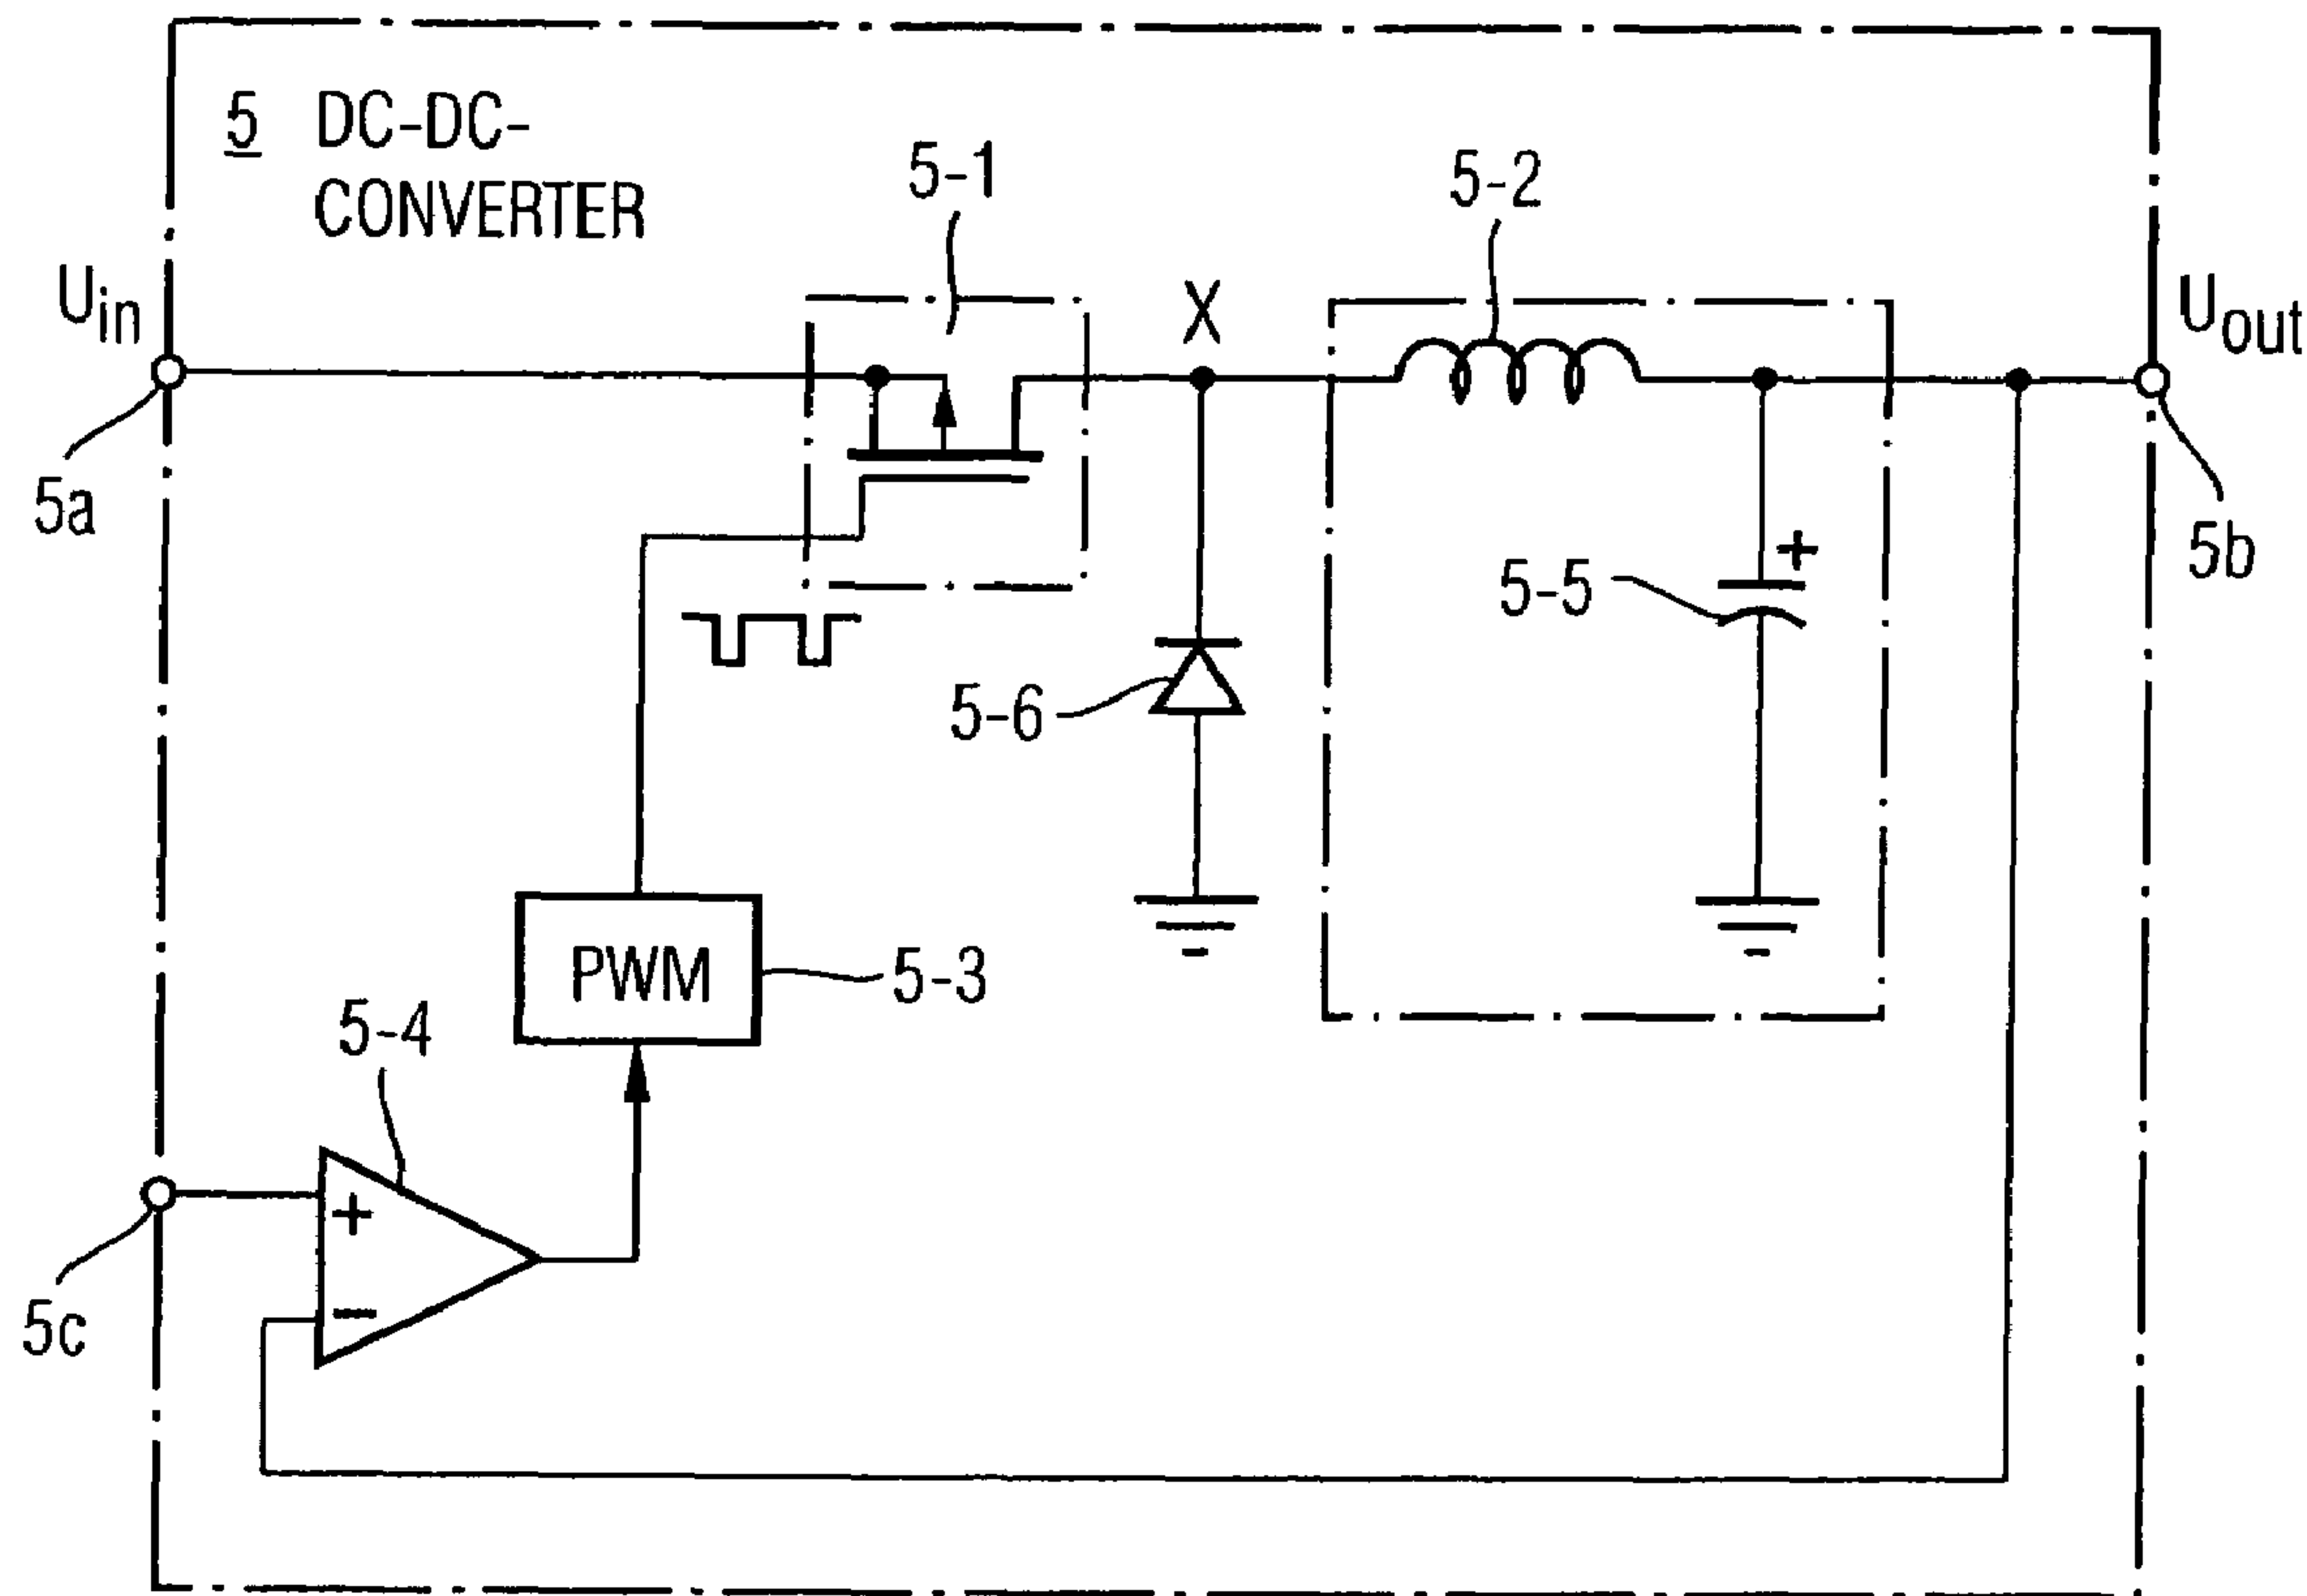 5 DC-DC-
CONVERTER
5-1
5-2
X
Uin
Uout
5a
5b
+
5-5
5-6
PWM
5-3
5-4
+
−
5c